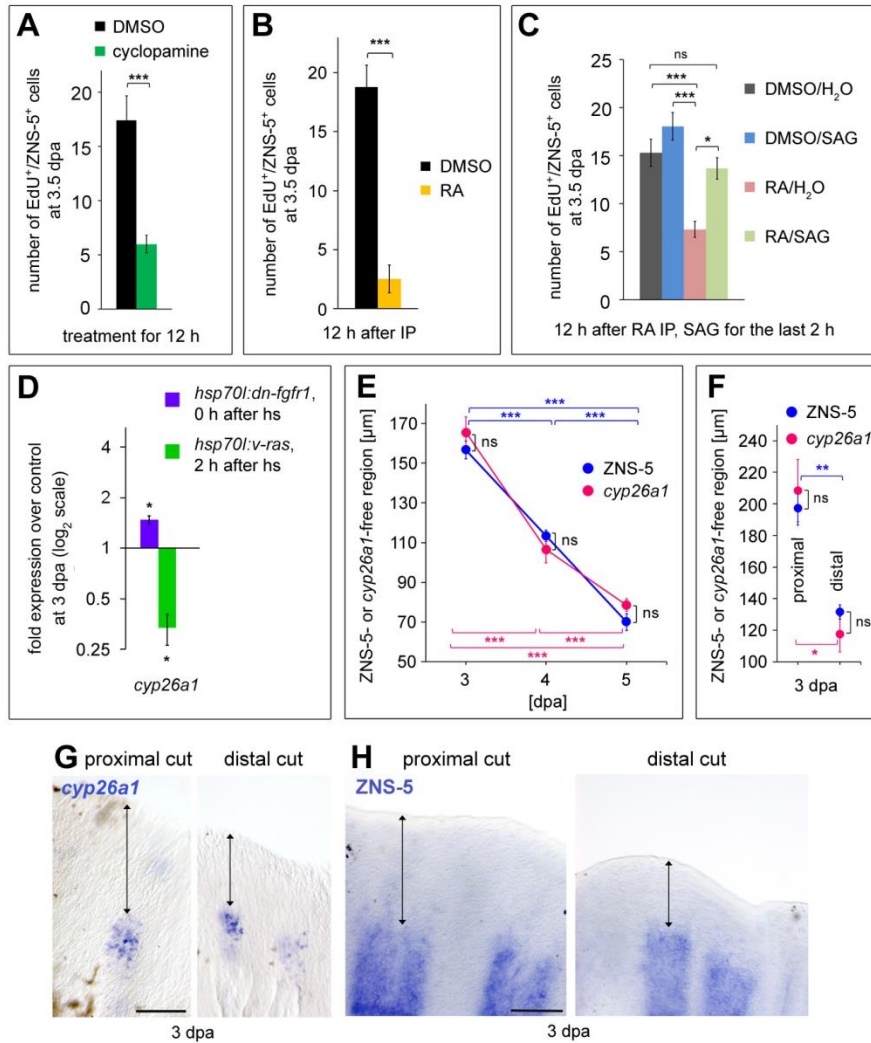 A
DMSO
cyclopamine
***
20
15
10
5
0
number of EdU⁺/ZNS-5⁺ cells
at 3.5 dpa
treatment for 12 h
B
***
20
15
10
5
0
number of EdU⁺/ZNS-5⁺ cells
at 3.5 dpa
DMSO
RA
12 h after IP
C
ns
***
***
*
25
20
15
10
5
0
number of EdU⁺/ZNS-5⁺ cells
at 3.5 dpa
DMSO/H₂O
DMSO/SAG
RA/H₂O
RA/SAG
12 h after RA IP, SAG for the last 2 h
D
hsp70l:dn-fgfr1,
0 h after hs
hsp70l:v-ras,
2 h after hs
4
2
1
0.5
0.25
*
*
fold expression over control
at 3 dpa (log₂ scale)
cyp26a1
E
***
***
***
170
150
130
110
90
70
50
ns
ns
ns
ZNS-5
cyp26a1
***
***
***
ZNS-5- or cyp26a1-free region [µm]
3
4
5
[dpa]
F
ZNS-5
cyp26a1
240
220
200
180
160
140
120
100
**
ns
ns
*
proximal
distal
ZNS-5- or cyp26a1-free region [µm]
3 dpa
G
proximal cut
distal cut
cyp26a1
3 dpa
H
proximal cut
distal cut
ZNS-5
3 dpa